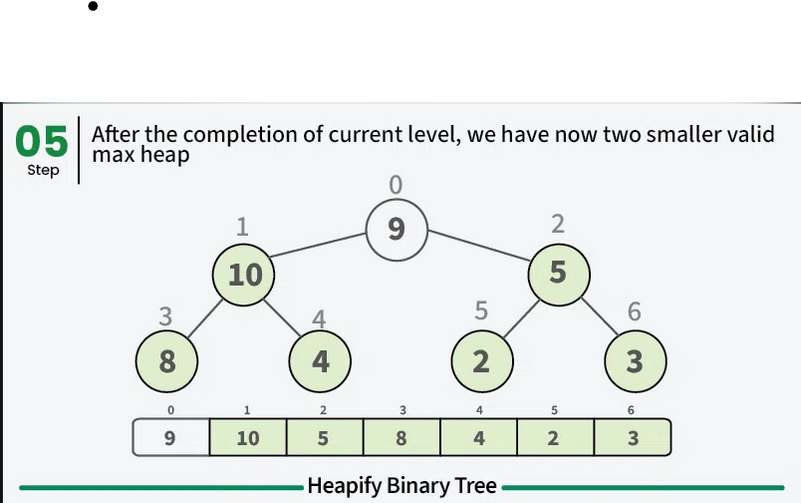 05
Step
After the completion of current level, we have now two smaller valid
max heap
0
9
1
2
10
5
3
4
5
6
8
4
2
3
0 1 2 3 4 5 6
9 10 5 8 4 2 3
Heapify Binary Tree